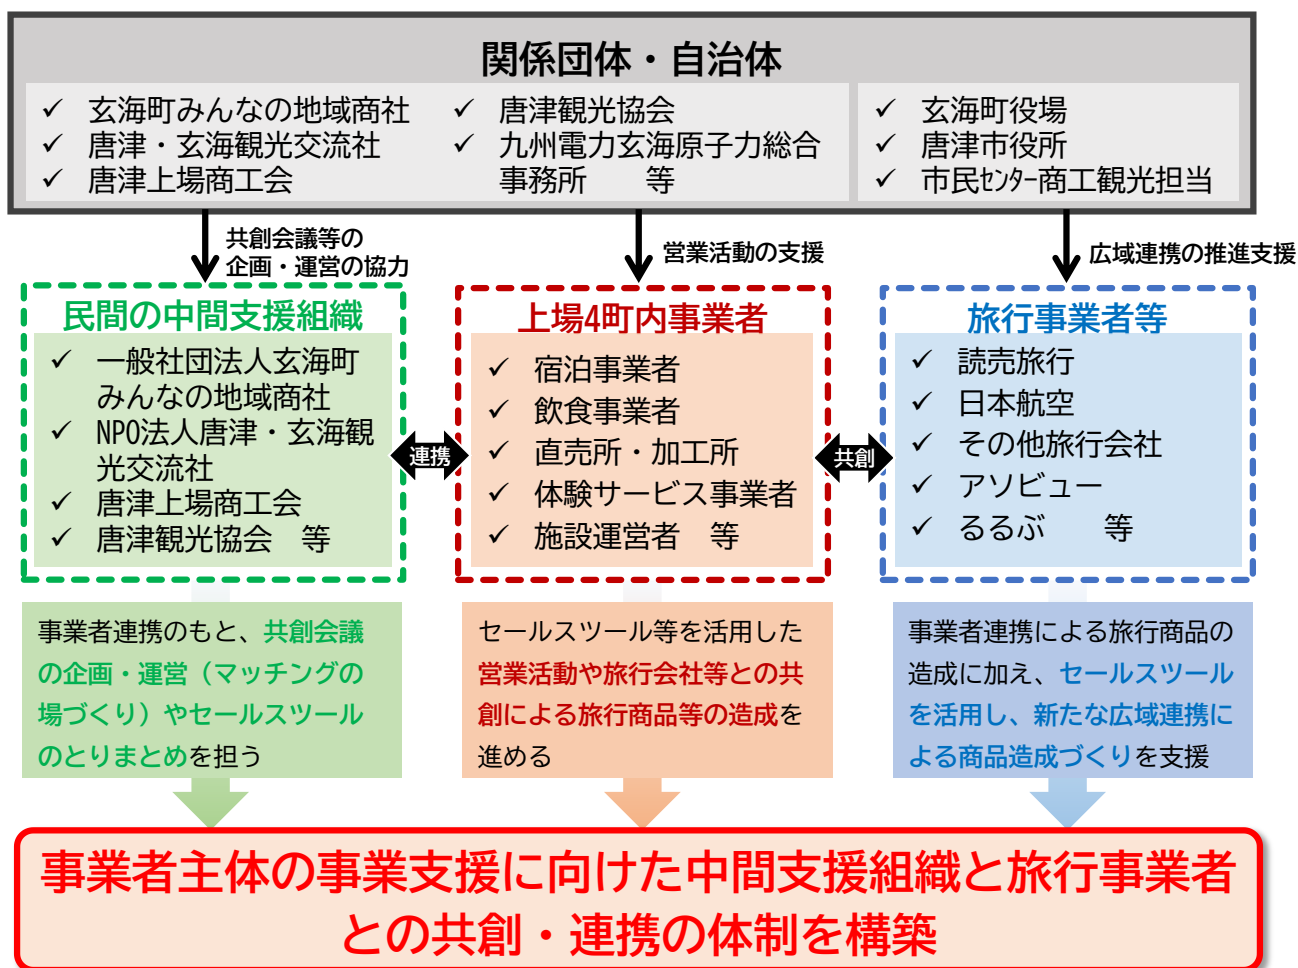 関係団体・自治体
✓ 玄海町みんなの地域商社
✓ 唐津・玄海観光交流社
✓ 唐津上場商工会
✓ 唐津観光協会
✓ 九州電力玄海原子力総合
事務所　等
✓ 玄海町役場
✓ 唐津市役所
✓ 市民ｾﾝﾀｰ商工観光担当
共創会議等の
企画・運営の協力
営業活動の支援
広域連携の推進支援
民間の中間支援組織
✓ 一般社団法人玄海町
みんなの地域商社
✓ NPO法人唐津・玄海観
光交流社
✓ 唐津上場商工会
✓ 唐津観光協会　等
連携
上場4町内事業者
✓ 宿泊事業者
✓ 飲食事業者
✓ 直売所・加工所
✓ 体験サービス事業者
✓ 施設運営者　等
共創
旅行事業者等
✓ 読売旅行
✓ 日本航空
✓ その他旅行会社
✓ アソビュー
✓ るるぶ　　等
事業者連携のもと、共創会議
の企画・運営（マッチングの
場づくり）やセールスツール
のとりまとめを担う
セールスツール等を活用した
営業活動や旅行会社等との共
創による旅行商品等の造成を
進める
事業者連携による旅行商品の
造成に加え、セールスツール
を活用し、新たな広域連携に
よる商品造成づくりを支援
事業者主体の事業支援に向けた中間支援組織と旅行事業者
との共創・連携の体制を構築